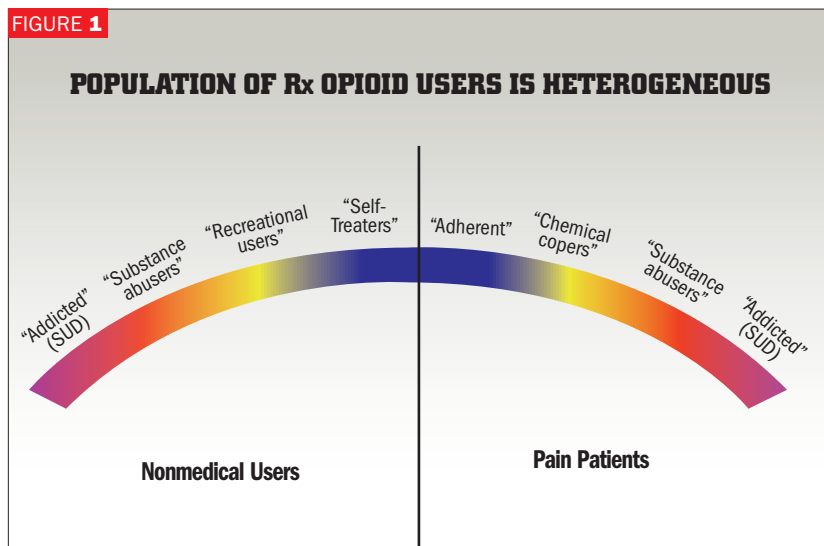 FIGURE 1
POPULATION OF Rx OPIOID USERS IS HETEROGENEOUS
“Addicted”
(SUD)
“Substance
abusers”
“Recreational
users”
“Self-
Treaters”
“Adherent”
“Chemical
copers”
“Substance
abusers”
“Addicted”
(SUD)
Nonmedical Users
Pain Patients